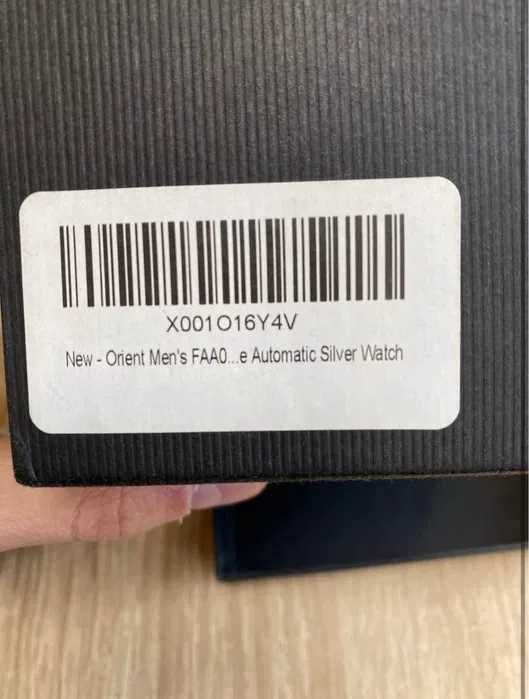 X001O16Y4V
New - Orient Men's FAA0...e Automatic Silver Watch